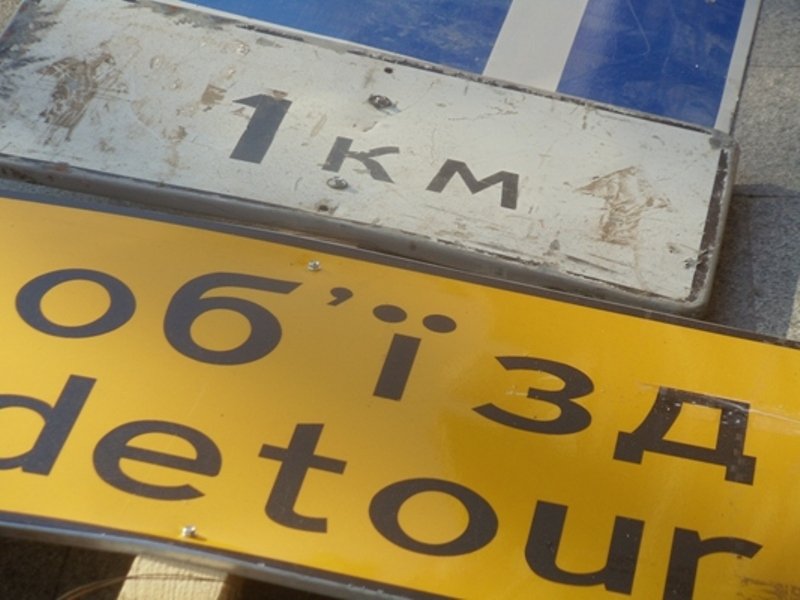 1 км
об’їзд
detour